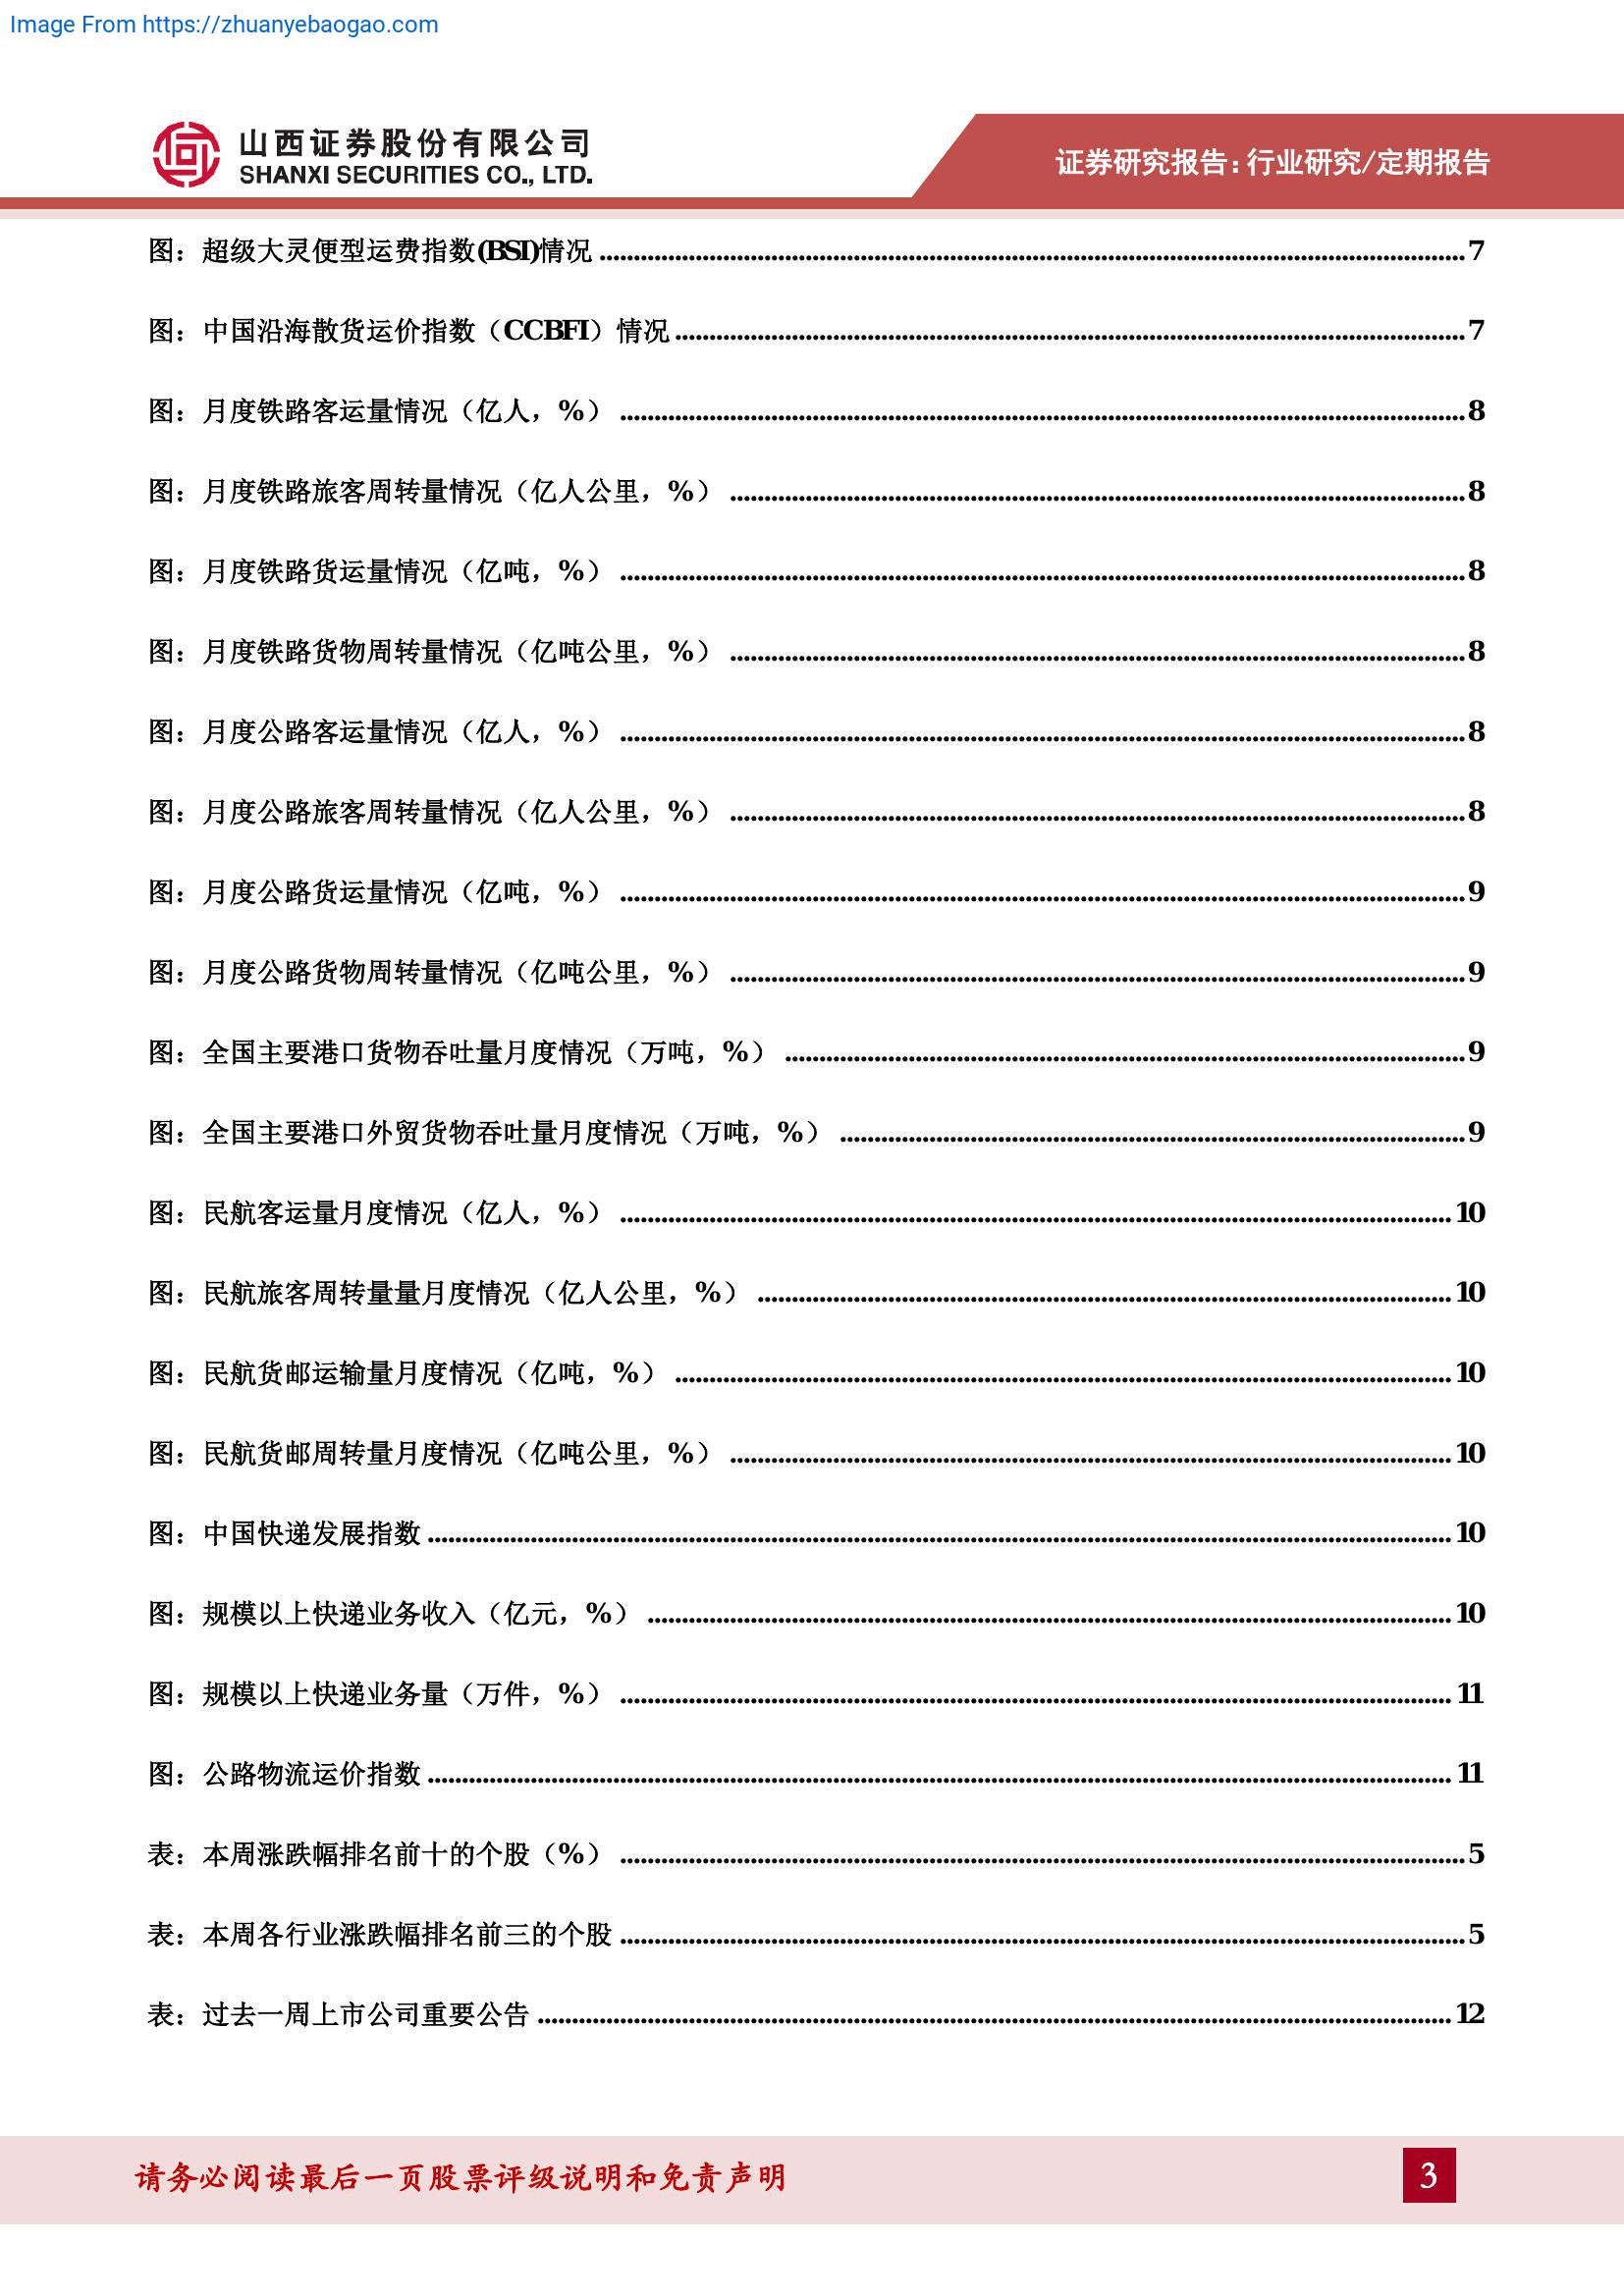 Image From https://zhuanyebaogao.com
山西证券股份有限公司
SHANXI SECURITIES CO., LTD.
证券研究报告:行业研究/定期报告
图：超级大灵便型运费指数(BSI)情况 7
图：中国沿海散货运价指数（CCBFI）情况 7
图：月度铁路客运量情况（亿人，%） 8
图：月度铁路旅客周转量情况（亿人公里，%） 8
图：月度铁路货运量情况（亿吨，%） 8
图：月度铁路货物周转量情况（亿吨公里，%） 8
图：月度公路客运量情况（亿人，%） 8
图：月度公路旅客周转量情况（亿人公里，%） 8
图：月度公路货运量情况（亿吨，%） 9
图：月度公路货物周转量情况（亿吨公里，%） 9
图：全国主要港口货物吞吐量月度情况（万吨，%） 9
图：全国主要港口外贸货物吞吐量月度情况（万吨，%） 9
图：民航客运量月度情况（亿人，%） 10
图：民航旅客周转量量月度情况（亿人公里，%） 10
图：民航货邮运输量月度情况（亿吨，%） 10
图：民航货邮周转量月度情况（亿吨公里，%） 10
图：中国快递发展指数 10
图：规模以上快递业务收入（亿元，%） 10
图：规模以上快递业务量（万件，%） 11
图：公路物流运价指数 11
表：本周涨跌幅排名前十的个股（%） 5
表：本周各行业涨跌幅排名前三的个股 5
表：过去一周上市公司重要公告 12
请务必阅读最后一页股票评级说明和免责声明
3